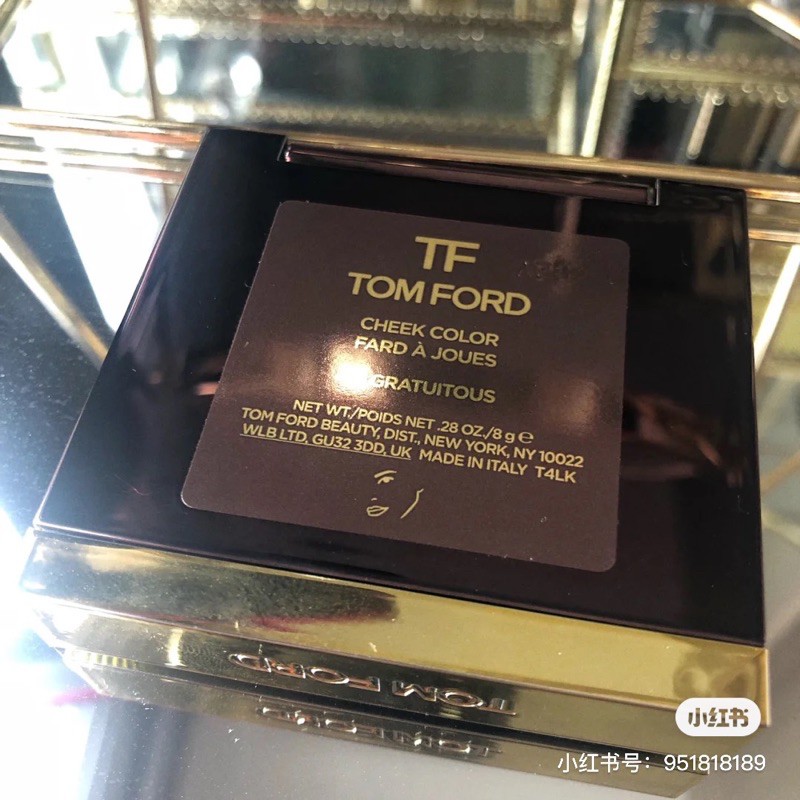 TF
TOM FORD
CHEEK COLOR
FARD À JOUES
GRATUITOUS
NET WT./POIDS NET .28 OZ./8 g ℮
TOM FORD BEAUTY, DIST., NEW YORK, NY 10022
WLB LTD, GU32 3DD, UK MADE IN ITALY T4LK
TOM FORD
TOM FORD
小红书
小红书号：951818189